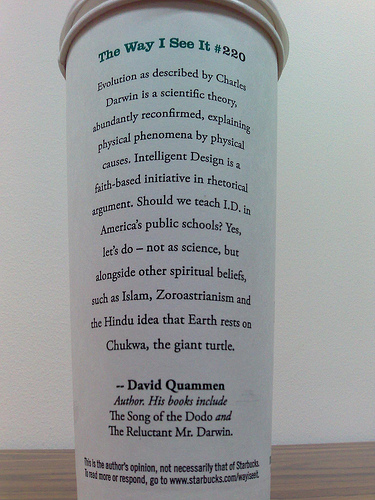 The Way I See It #220
Evolution as described by Charles
Darwin is a scientific theory,
abundantly reconfirmed, explaining
physical phenomena by physical
causes. Intelligent Design is a
faith-based initiative in rhetorical
argument. Should we teach I.D. in
America's public schools? Yes,
let's do – not as science, but
alongside other spiritual beliefs,
such as Islam, Zoroastrianism and
the Hindu idea that Earth rests on
Chukwa, the giant turtle.
-- David Quammen
Author. His books include
The Song of the Dodo and
The Reluctant Mr. Darwin.
This is the author's opinion, not necessarily that of Starbucks.
To read more or respond, go to www.starbucks.com/wayiseeit.